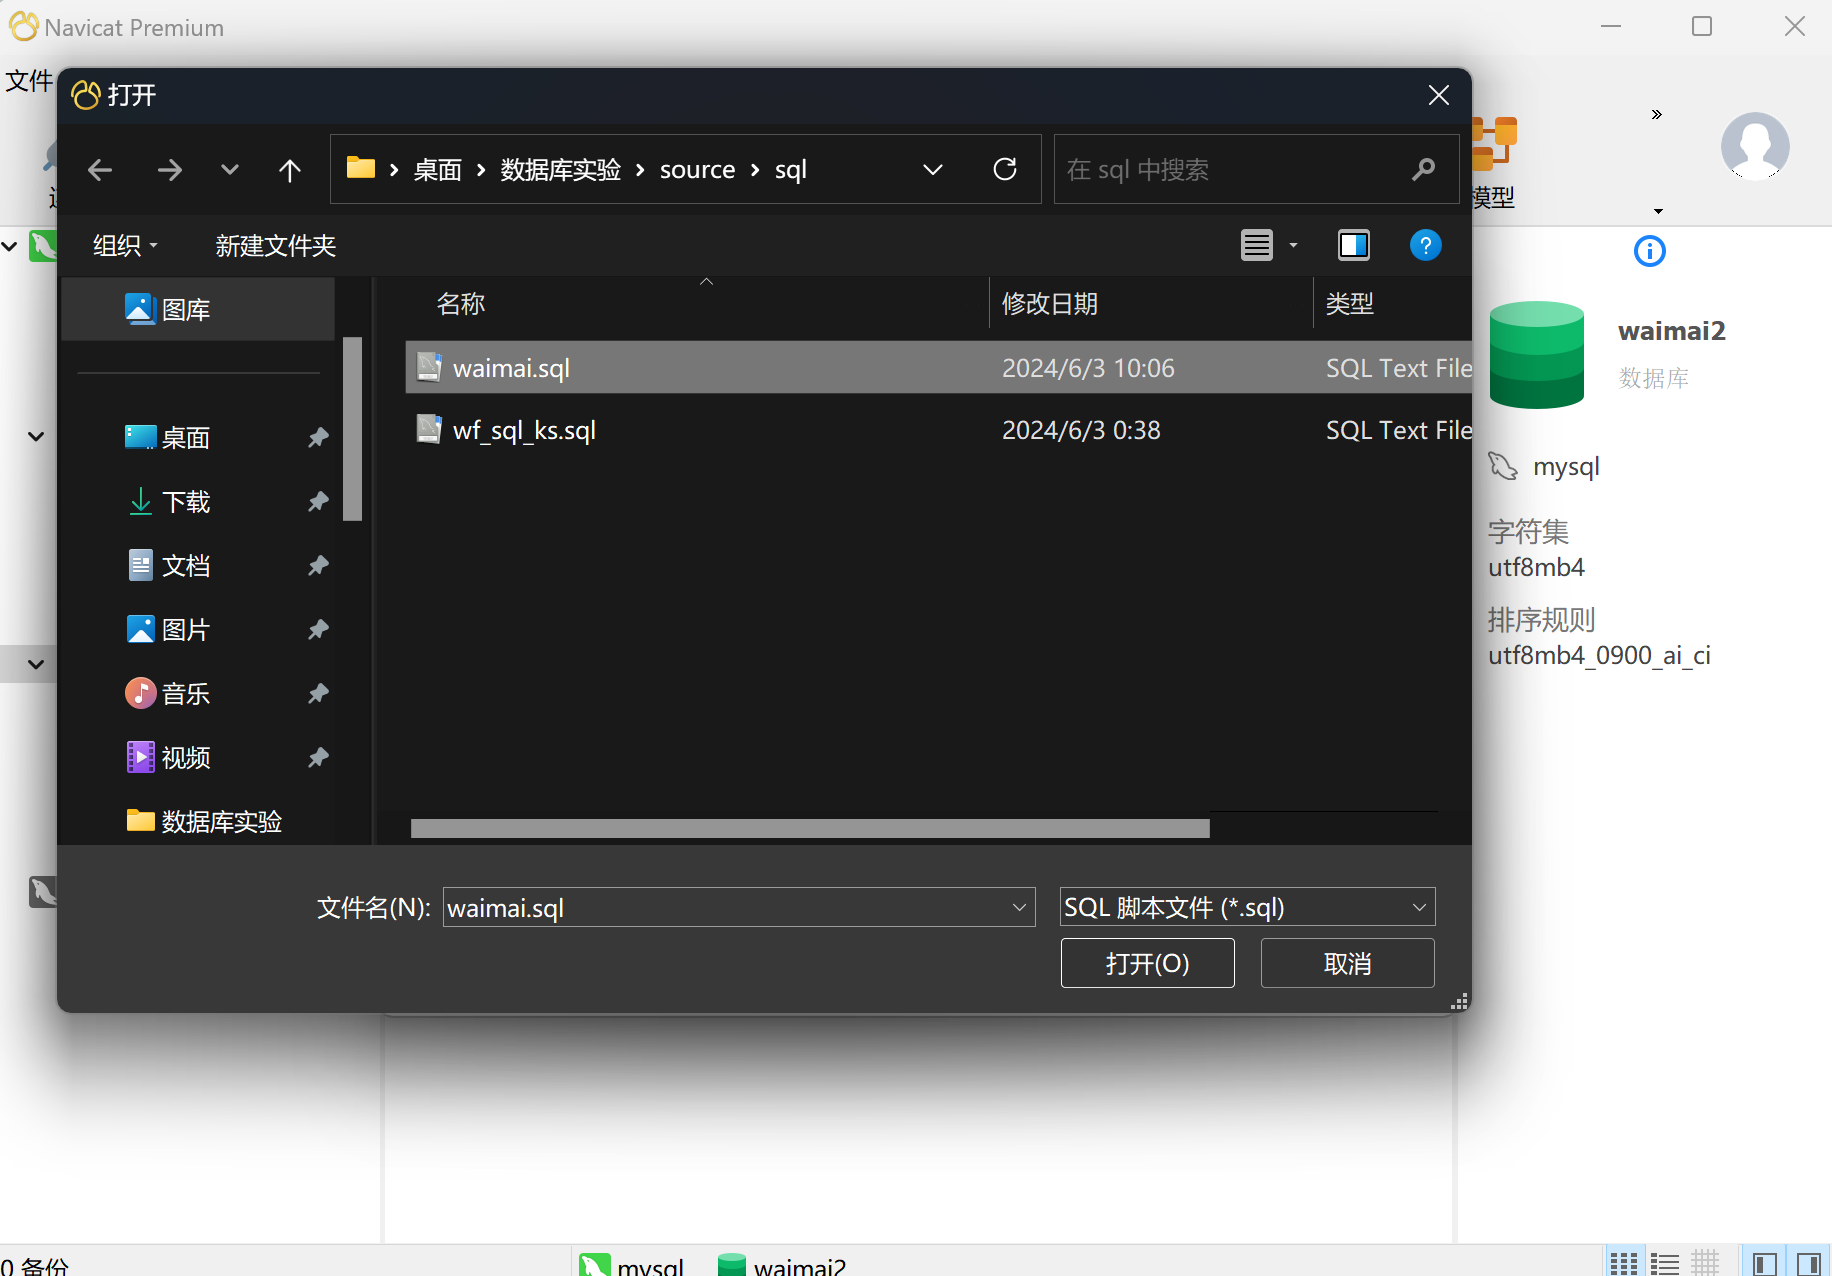 Navicat Premium
文件
打开
桌面 数据库实验 source sql
在 sql 中搜索
模型
组织
新建文件夹
图库
名称
修改日期
类型
waimai.sql
2024/6/3 10:06
SQL Text File
wf_sql_ks.sql
2024/6/3 0:38
SQL Text File
桌面
下载
文档
图片
音乐
视频
数据库实验
文件名(N):
waimai.sql
SQL 脚本文件 (*.sql)
打开(O)
取消
waimai2
数据库
mysql
字符集
utf8mb4
排序规则
utf8mb4_0900_ai_ci
0 备份
mysql
waimai2